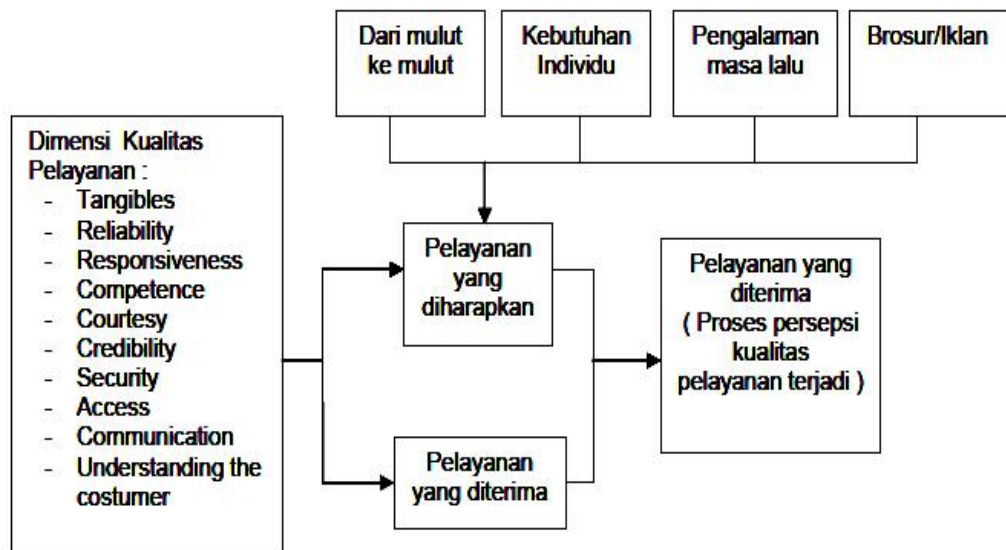 Dari mulut
ke mulut
Kebutuhan
Individu
Pengalaman
masa lalu
Brosur/Iklan
Dimensi Kualitas
Pelayanan :
- Tangibles
- Reliability
- Responsiveness
- Competence
- Courtesy
- Credibility
- Security
- Access
- Communication
- Understanding the
costumer
Pelayanan
yang
diharapkan
Pelayanan
yang diterima
Pelayanan yang
diterima
( Proses persepsi
kualitas
pelayanan terjadi )